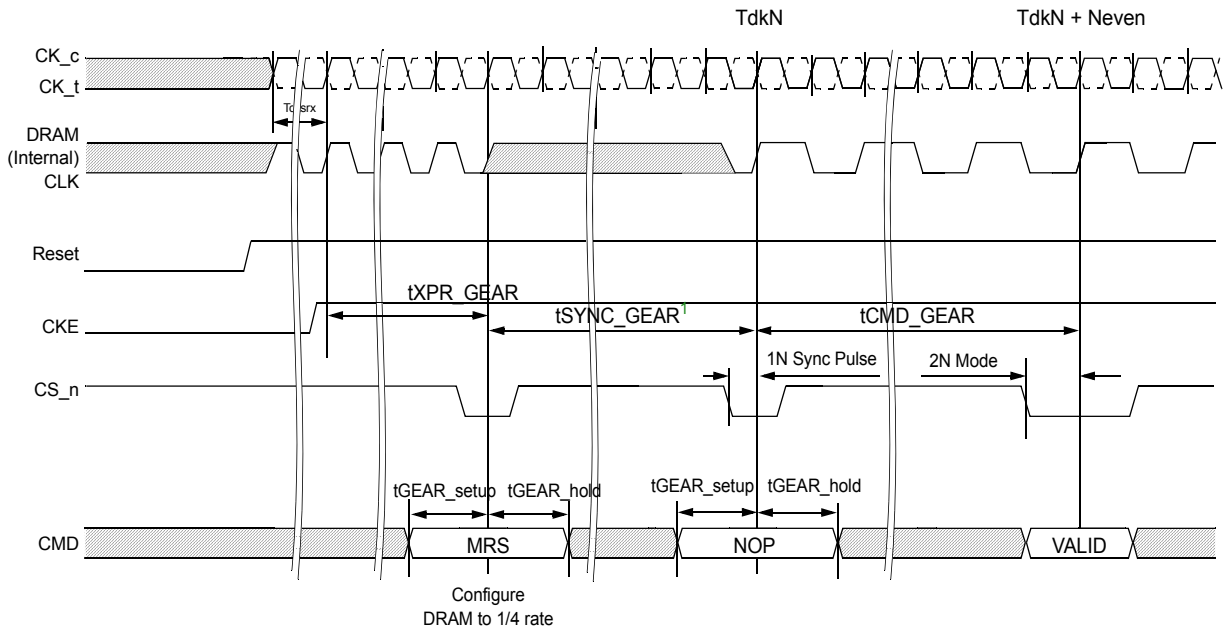 TdkN
TdkN + Neven
CK_c
CK_t
DRAM
(Internal)
CLK
Reset
tXPR_GEAR
CKE
tSYNC_GEAR1
tCMD_GEAR
1N Sync Pulse
2N Mode
CS_n
tGEAR_setup
tGEAR_hold
tGEAR_setup
tGEAR_hold
CMD
MRS
NOP
VALID
Configure
DRAM to 1/4 rate